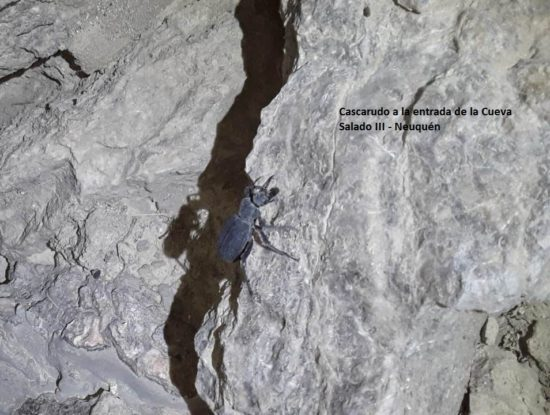 Cascarudo a la entrada de la Cueva
Salado III - Neuquén